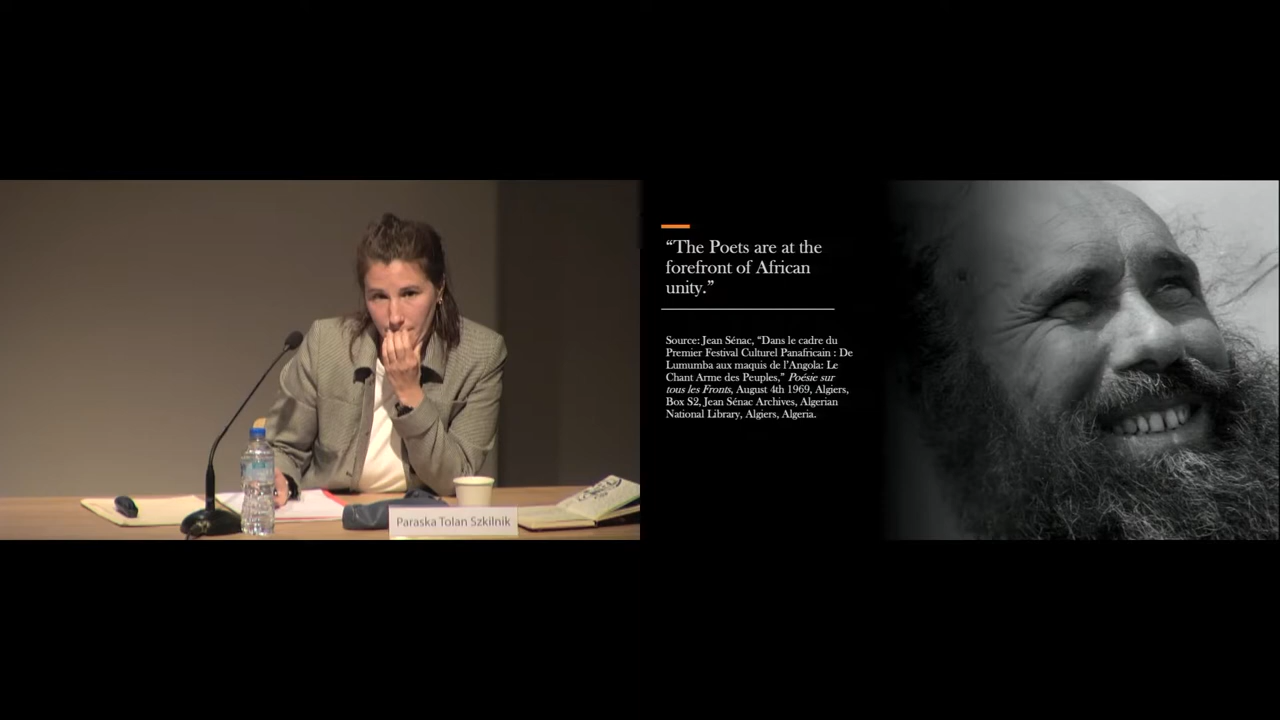 Paraska Tolan Szkilnik
“The Poets are at the
forefront of African
unity.”
Source: Jean Sénac, “Dans le cadre du
Premier Festival Culturel Panafricain : De
Lumumba aux maquis de l’Angola: Le
Chant Arme des Peuples,” Poésie sur
tous les Fronts, August 4th 1969, Algiers,
Box S2, Jean Sénac Archives, Algerian
National Library, Algiers, Algeria.